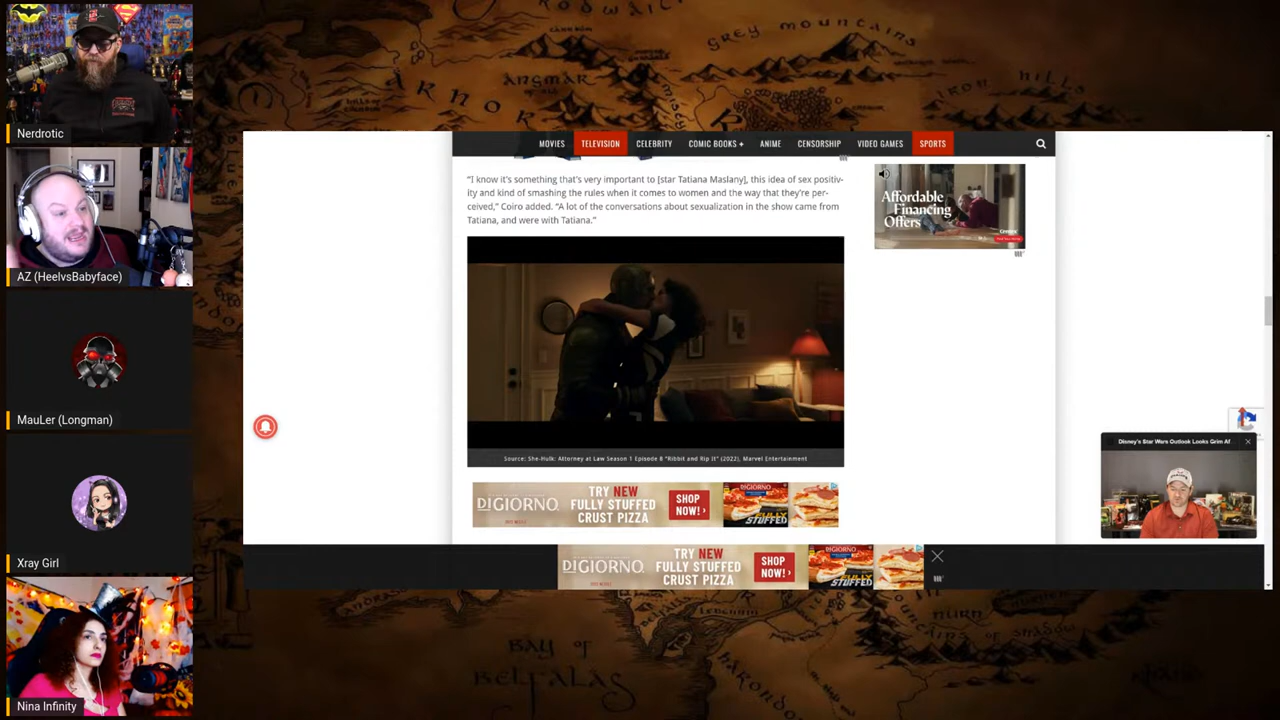 GREY MOUNTAINS
ANGMAR
IRON HILLS
Nerdrotic
AZ (HeelvsBabyface)
MauLer (Longman)
Xray Girl
Nina Infinity
MOVIES TELEVISION CELEBRITY COMIC BOOKS + ANIME CENSORSHIP VIDEO GAMES SPORTS
“I know it's something that's very important to [star Tatiana Maslany], this idea of sex positiv-
ity and kind of smashing the rules when it comes to women and the way that they're per-
ceived,” Coiro added. “A lot of the conversations about sexualization in the show came from
Tatiana, and were with Tatiana.”
Source: She-Hulk: Attorney at Law Season 1 Episode 8 "Ribbit and Rip It" (2022), Marvel Entertainment
Affordable
Financing
Offers
DIGIORNO
TRY NEW
FULLY STUFFED
CRUST PIZZA
SHOP
NOW! ›
FULLY
STUFFED
Disney's Star Wars Outlook Looks Grim Af
DIGIORNO
TRY NEW
FULLY STUFFED
CRUST PIZZA
SHOP
NOW! ›
FULLY
STUFFED
BAY OF
BELFALAS